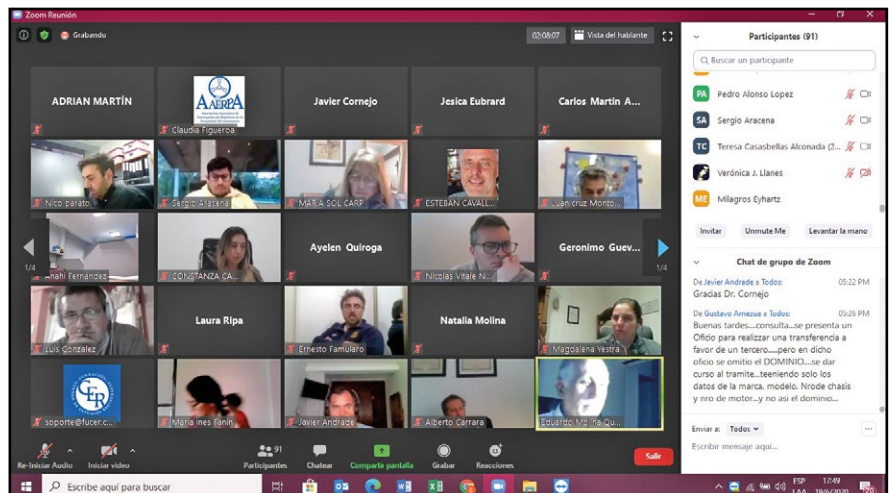 Zoom Reunión
Grabando
02:08:07
Vista del hablante
ADRIAN MARTÍN
AAERPA
Claudia Figueroa
Javier Cornejo
Jesica Eubrard
Carlos Martin A...
Nico parato
Sergio Aracena
MARIA SOL CARP
ESTEBAN CAVALL...
Juan cruz Monto...
Anahi Fernández
CONSTANZA CA...
Ayelen Quiroga
Nicolas Vitale N...
Geronimo Guev...
1/4
1/4
Luis Gonzalez
Laura Ripa
Ernesto Famularo
Natalia Molina
Magdalena Yestra
soporte@fucer.c...
Maria ines Fanin
Javier Andrade
Alberto Carrara
Eduardo Molina Qu...
Re-Iniciar Audio
Iniciar video
91
Participantes
Chatear
Compartir pantalla
Grabar
Reacciones
Salir
Participantes (91)
Buscar un participante
PA Pedro Alonso Lopez
SA Sergio Aracena
TC Teresa Casasbellas Alconada (2...
Verónica J. Llanes
ME Milagros Eyhartz
Invitar
Unmute Me
Levantar la mano
Chat de grupo de Zoom
De Javier Andrade a Todos: 05:22 PM
Gracias Dr. Cornejo
De Gustavo Amezua a Todos: 05:26 PM
Buenas tardes....consulta...se presenta un
Oficio para realizar una transferencia a
favor de un tercero.....pero en dicho
oficio se omitio el DOMINIO....se dar
curso al tramite...teeniendo solo los
datos de la marca, modelo. Nrode chasis
y nro de motor...y no asi el dominio...
Enviar a: Todos
Escribir mensaje aquí...
Escribe aquí para buscar
ESP
LAA
17:49
19/6/2020